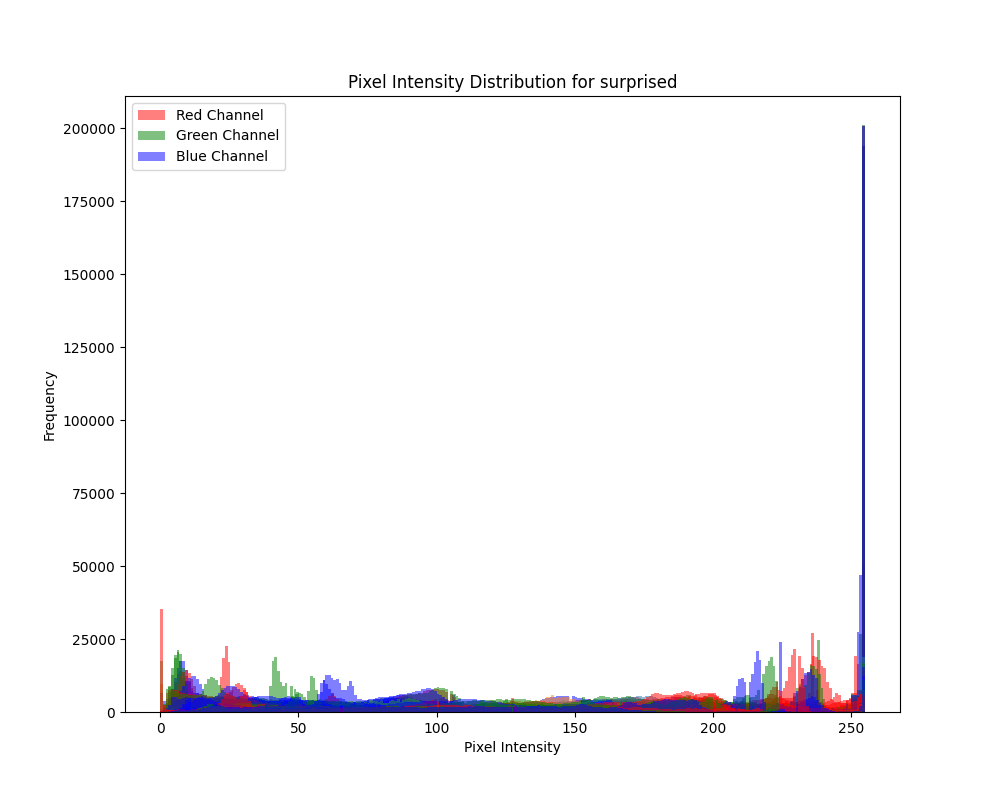 Pixel Intensity Distribution for surprised
Red Channel
Green Channel
Blue Channel
200000
175000
150000
125000
100000
75000
50000
25000
0
Frequency
0 50 100 150 200 250
Pixel Intensity